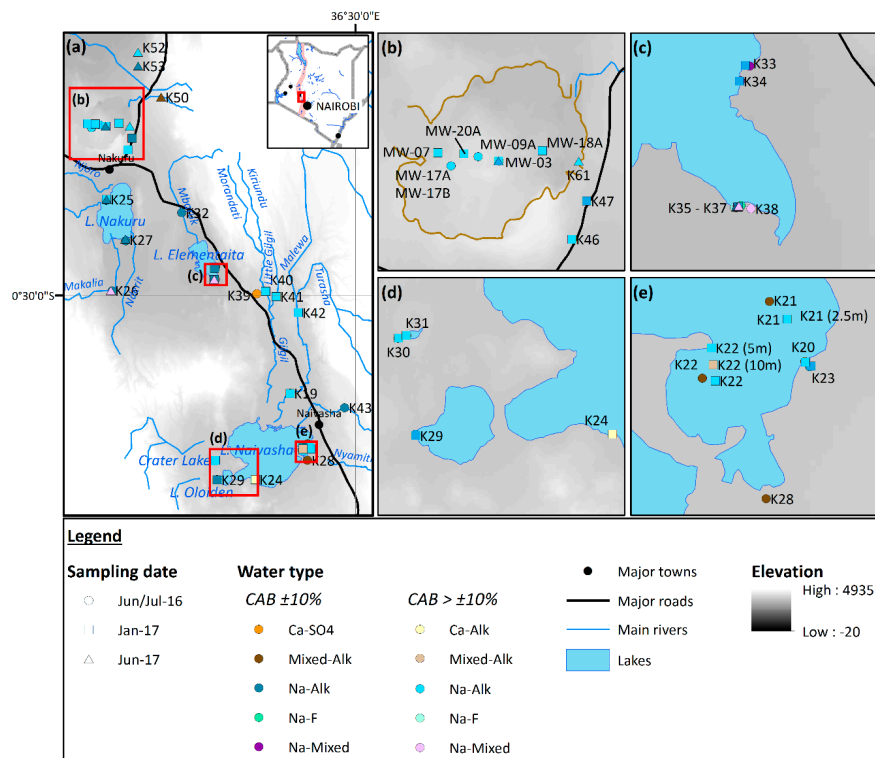 36°30'0"E
(a)
K52
K53
(b)
K50
NAIROBI
Nakuru
Njoro
K25
L. Nakuru
K27
Makalia
K26
Nderit
Mbaruk
K32
Morandati
Kiriundu
L. Elementaita
(c)
Little Gilgil
Malewa
K40
K39
K41
Turasha
K42
0°30'0"S
Gilgil
K19
K43
Naivasha
(d)
(e)
L. Naivasha
Crater Lake
K28
Nyamiti
K29
K24
L. Oloiden
(b)
MW-20A
MW-09A
MW-18A
MW-07
MW-03
MW-17A
MW-17B
K61
K47
K46
(c)
K33
K34
K35 - K37
K38
(d)
K31
K30
K29
K24
(e)
K21
K21
K21 (2.5m)
K22 (5m)
K20
K22
K22 (10m)
K22
K23
K28
Legend
Sampling date
Jun/Jul-16
Jan-17
Jun-17
Water type
CAB ±10%
Ca-SO4
Mixed-Alk
Na-Alk
Na-F
Na-Mixed
CAB > ±10%
Ca-Alk
Mixed-Alk
Na-Alk
Na-F
Na-Mixed
Major towns
Major roads
Main rivers
Lakes
Elevation
High : 4935
Low : -20